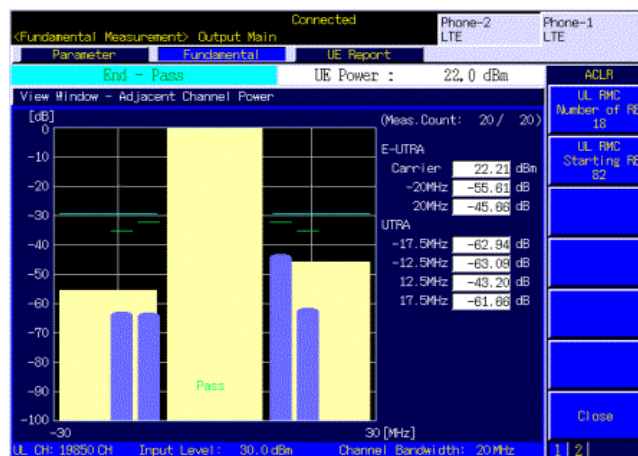 Connected
Phone-2
LTE
Phone-1
LTE
<Fundamental Measurement> Output Main
Parameter
Fundamental
UE Report
End - Pass
UE Power : 22.0 dBm
ACLR
View Window - Adjacent Channel Power
UL RMC
Number of RB
18
UL RMC
Starting RB
82
[dB]
(Meas.Count: 20/ 20)
0
-10
-20
-30
-40
-50
-60
-70
-80
-90
-100
E-UTRA
Carrier 22.21 dBm
-20MHz -55.61 dB
20MHz -45.66 dB
UTRA
-17.5MHz -62.94 dB
-12.5MHz -63.09 dB
12.5MHz -43.20 dB
17.5MHz -61.66 dB
Pass
-30
30 [MHz]
Close
UL CH: 19850 CH Input Level: 30.0 dBm Channel Bandwidth: 20 MHz
1 2